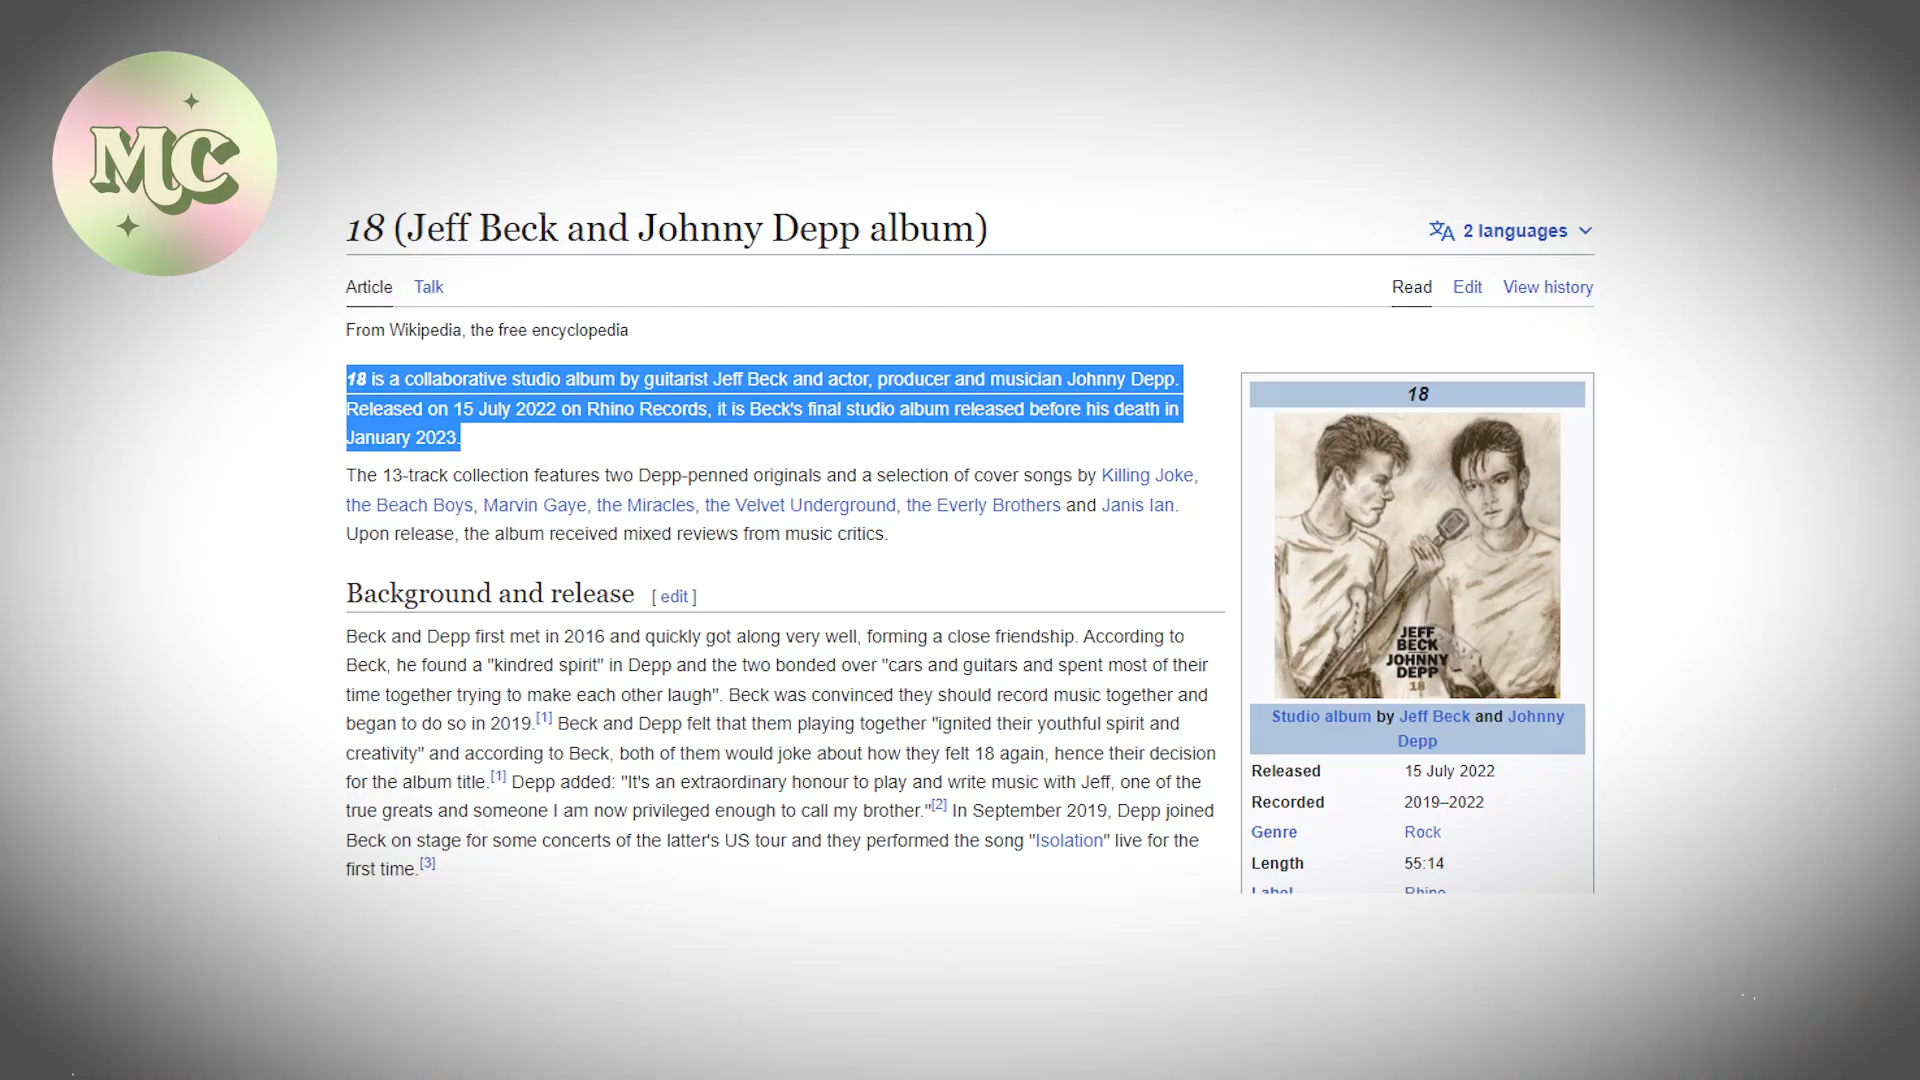 MC
18 (Jeff Beck and Johnny Depp album)
2 languages
Article Talk
Read Edit View history
From Wikipedia, the free encyclopedia
18 is a collaborative studio album by guitarist Jeff Beck and actor, producer and musician Johnny Depp.
Released on 15 July 2022 on Rhino Records, it is Beck's final studio album released before his death in
January 2023.
The 13-track collection features two Depp-penned originals and a selection of cover songs by Killing Joke,
the Beach Boys, Marvin Gaye, the Miracles, the Velvet Underground, the Everly Brothers and Janis Ian.
Upon release, the album received mixed reviews from music critics.
Background and release [ edit ]
Beck and Depp first met in 2016 and quickly got along very well, forming a close friendship. According to
Beck, he found a "kindred spirit" in Depp and the two bonded over "cars and guitars and spent most of their
time together trying to make each other laugh". Beck was convinced they should record music together and
began to do so in 2019.[1] Beck and Depp felt that them playing together "ignited their youthful spirit and
creativity" and according to Beck, both of them would joke about how they felt 18 again, hence their decision
for the album title.[1] Depp added: "It's an extraordinary honour to play and write music with Jeff, one of the
true greats and someone I am now privileged enough to call my brother."[2] In September 2019, Depp joined
Beck on stage for some concerts of the latter's US tour and they performed the song "Isolation" live for the
first time.[3]
18
JEFF
BECK
JOHNNY
DEPP
18
Studio album by Jeff Beck and Johnny
Depp
Released 15 July 2022
Recorded 2019–2022
Genre Rock
Length 55:14
Label Rhino